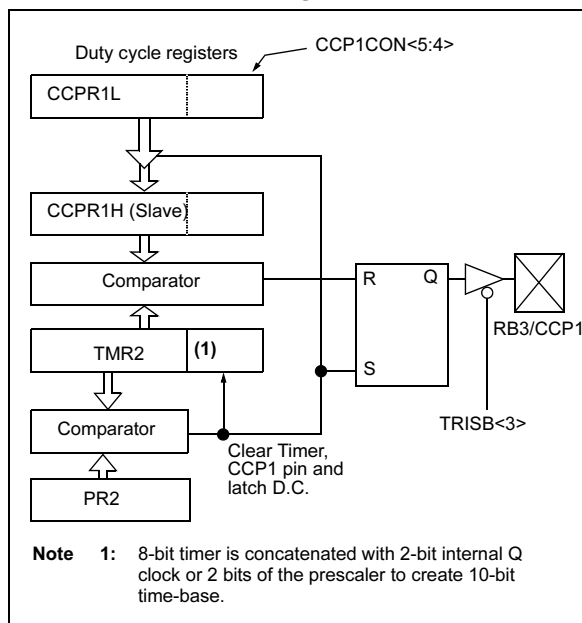 Duty cycle registers
CCP1CON<5:4>
CCPR1L
CCPR1H (Slave)
Comparator
R
Q
RB3/CCP1
TMR2
(1)
S
TRISB<3>
Comparator
Clear Timer,
CCP1 pin and
latch D.C.
PR2
Note 1: 8-bit timer is concatenated with 2-bit internal Q
clock or 2 bits of the prescaler to create 10-bit
time-base.